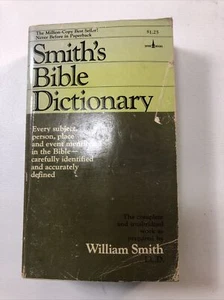 The Million-Copy Best Seller!
Never Before in Paperback
$1.25
Smith's
Bible
Dictionary
Every subject,
person, place
and event mentioned
in the Bible—
carefully identified
and accurately
defined
The complete
and unabridged
William Smith
LL.D.